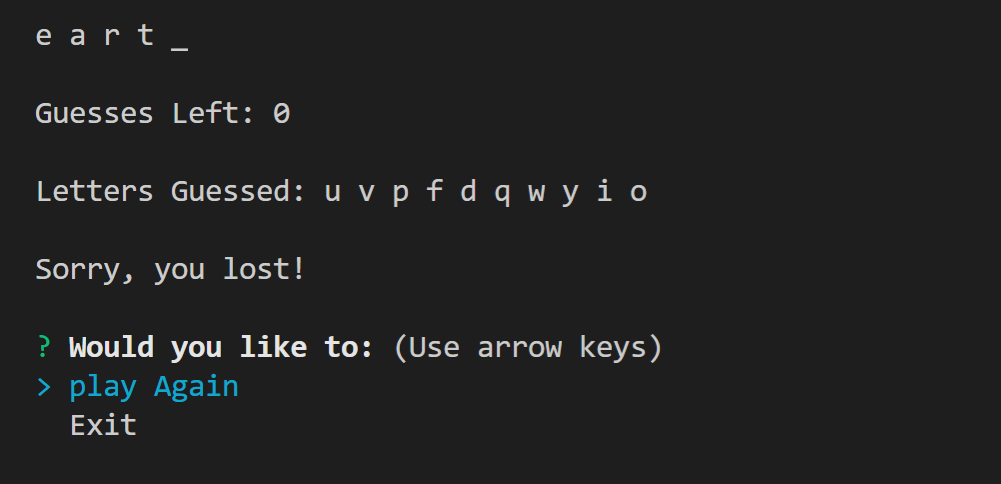 e a r t _
Guesses Left: 0
Letters Guessed: u v p f d q w y i o
Sorry, you lost!
? Would you like to: (Use arrow keys)
> play Again
Exit